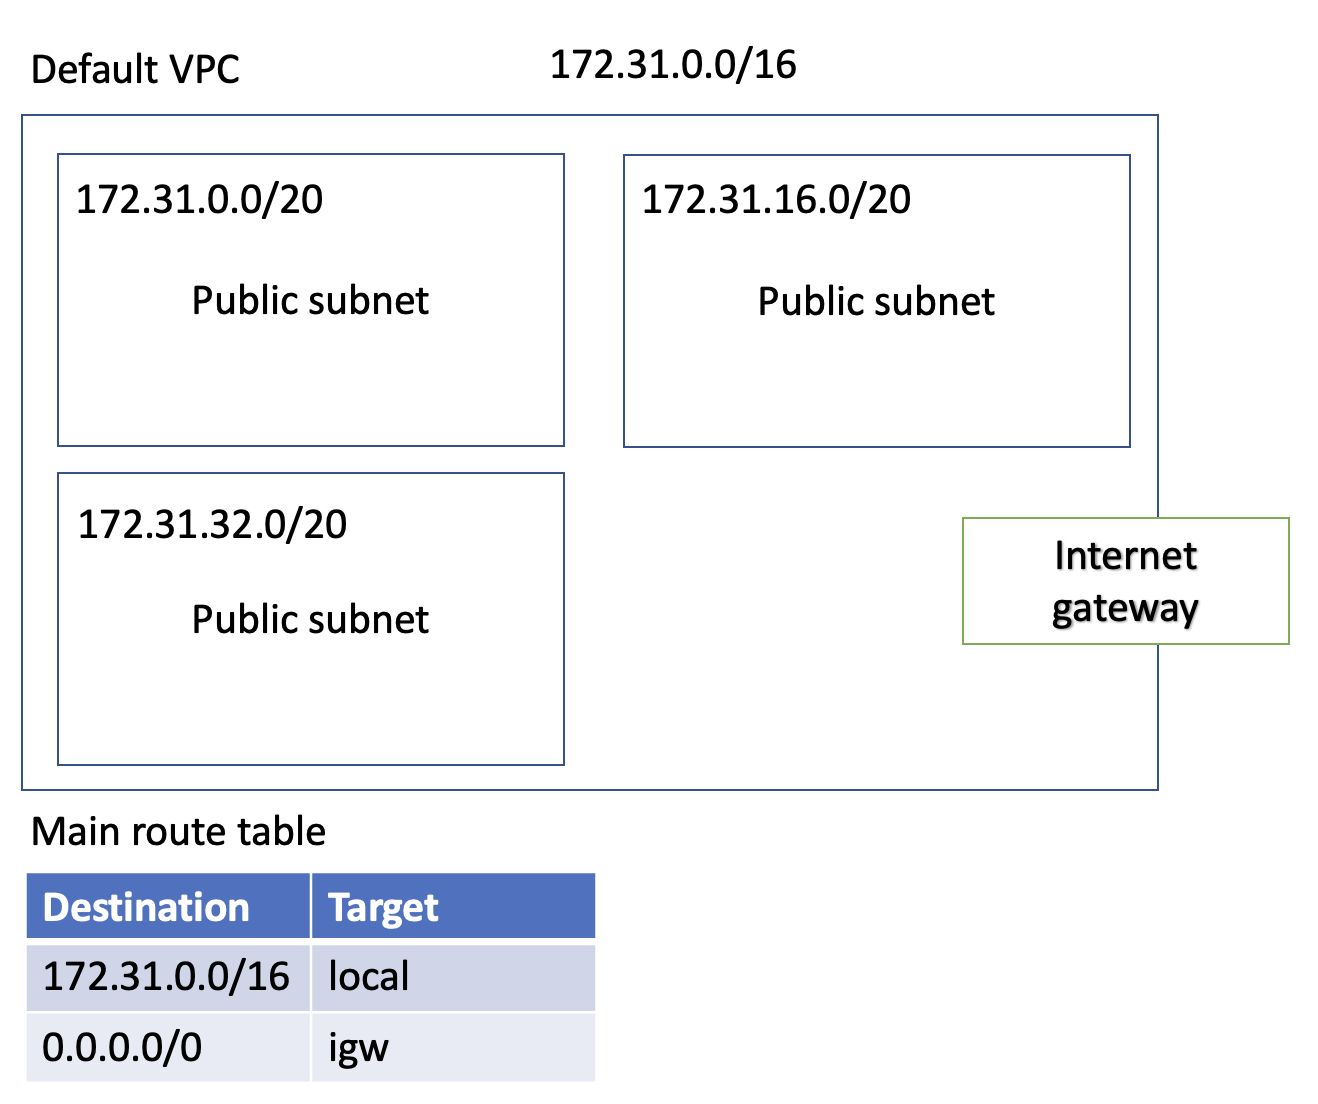 Default VPC
172.31.0.0/16
172.31.0.0/20
Public subnet
172.31.16.0/20
Public subnet
172.31.32.0/20
Public subnet
Internet
gateway
Main route table
Destination Target
172.31.0.0/16 local
0.0.0.0/0 igw